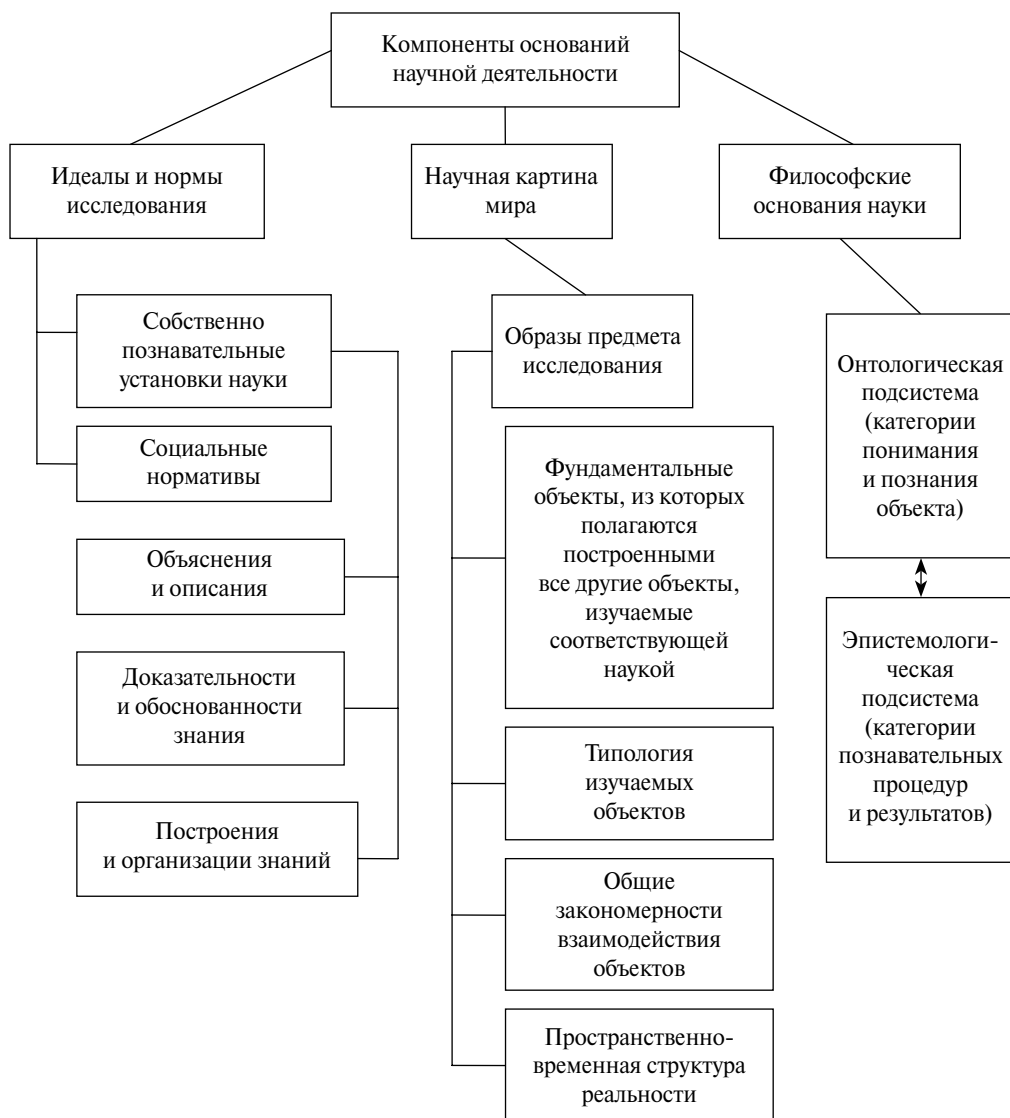 Компоненты оснований
научной деятельности
Идеалы и нормы
исследования
Научная картина
мира
Философские
основания науки
Собственно
познавательные
установки науки
Социальные
нормативы
Объяснения
и описания
Доказательности
и обоснованности
знания
Построения
и организации знаний
Образы предмета
исследования
Фундаментальные
объекты, из которых
полагаются
построенными
все другие объекты,
изучаемые
соответствующей
наукой
Типология
изучаемых
объектов
Общие
закономерности
взаимодействия
объектов
Пространственно-
временная структура
реальности
Онтологическая
подсистема
(категории
понимания
и познания
объекта)
Эпистемологи-
ческая
подсистема
(категории
познавательных
процедур
и результатов)